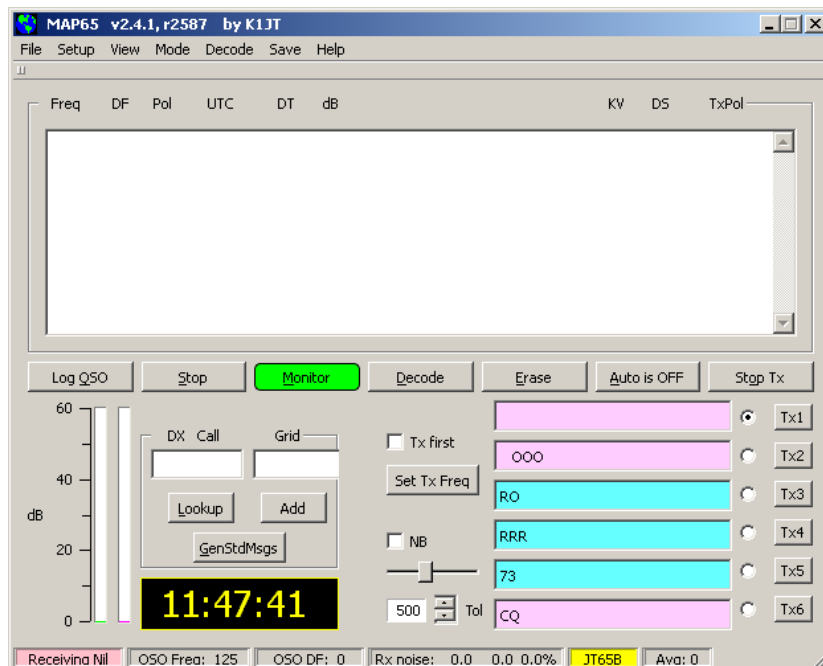 MAP65 v2.4.1, r2587 by K1JT
File Setup View Mode Decode Save Help
Freq DF Pol UTC DT dB KV DS TxPol
Log QSO Stop Monitor Decode Erase Auto is OFF Stop Tx
60
40
dB
20
0
DX Call Grid
Lookup Add
GenStdMsgs
11:47:41
Tx first
Set Tx Freq
NB
500 Tol
Tx1
OOO Tx2
RO Tx3
RRR Tx4
73 Tx5
CQ Tx6
Receiving Nil QSO Freq: 125 QSO DF: 0 Rx noise: 0.0 0.0 0.0% JT65B Avg: 0